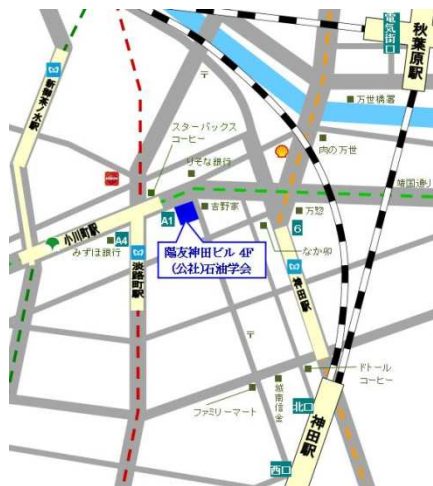 電気街口
秋葉原駅
新御茶ノ水駅
〒
万世橋署
スターバックス
コーヒー
りそな銀行
肉の万世
靖国通り
吉野家
万惣
小川町駅
A1
A4
6
みずほ銀行
なか卯
陽友神田ビル 4F
(公社)石油学会
淡路町駅
神田駅
〒
ドトール
コーヒー
ファミリーマート
越南信金
北口
神田駅
西口